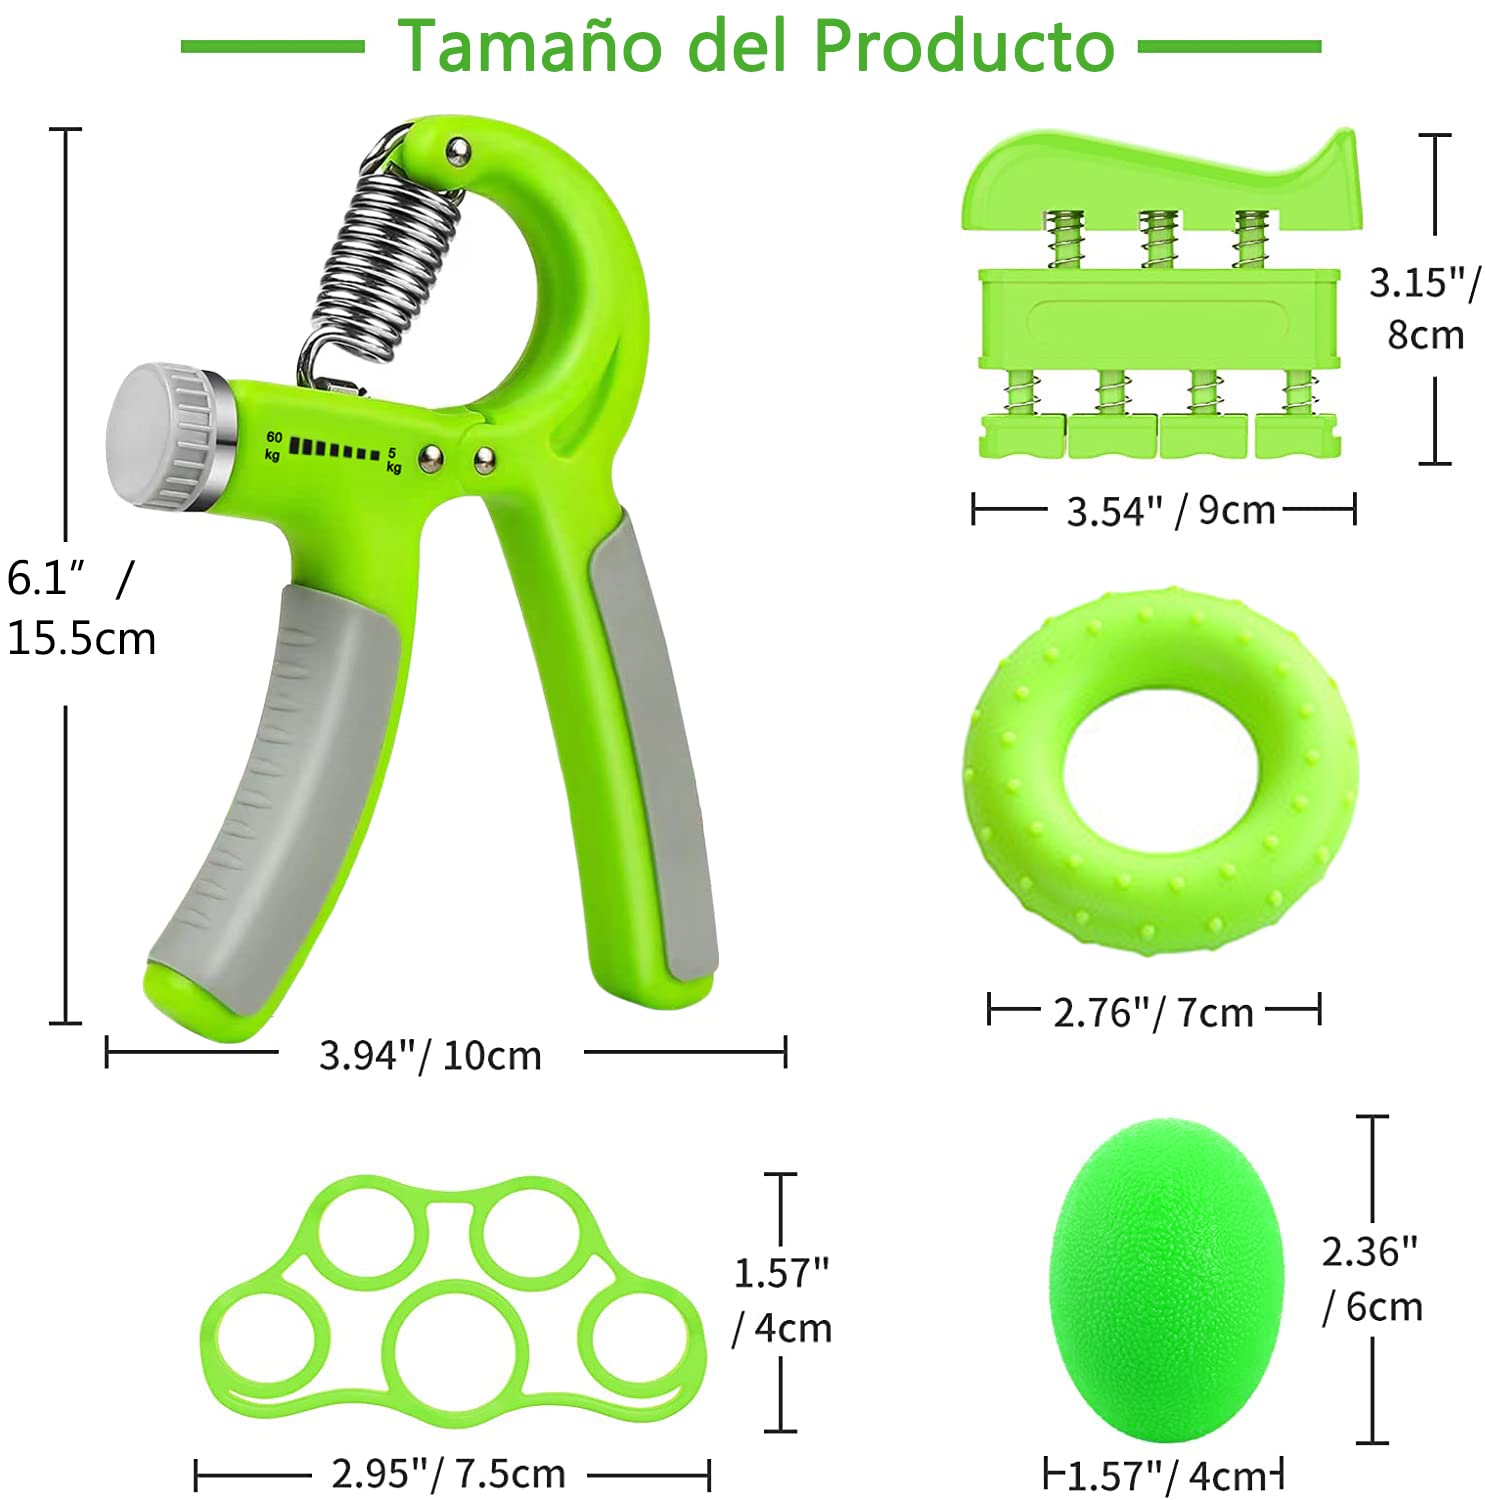 Tamaño del Producto
60
kg
5
kg
6.1" /
15.5cm
3.94"/ 10cm
3.15"/
8cm
3.54" / 9cm
2.76"/ 7cm
1.57"
/ 4cm
2.95"/ 7.5cm
2.36"
/ 6cm
1.57"/ 4cm